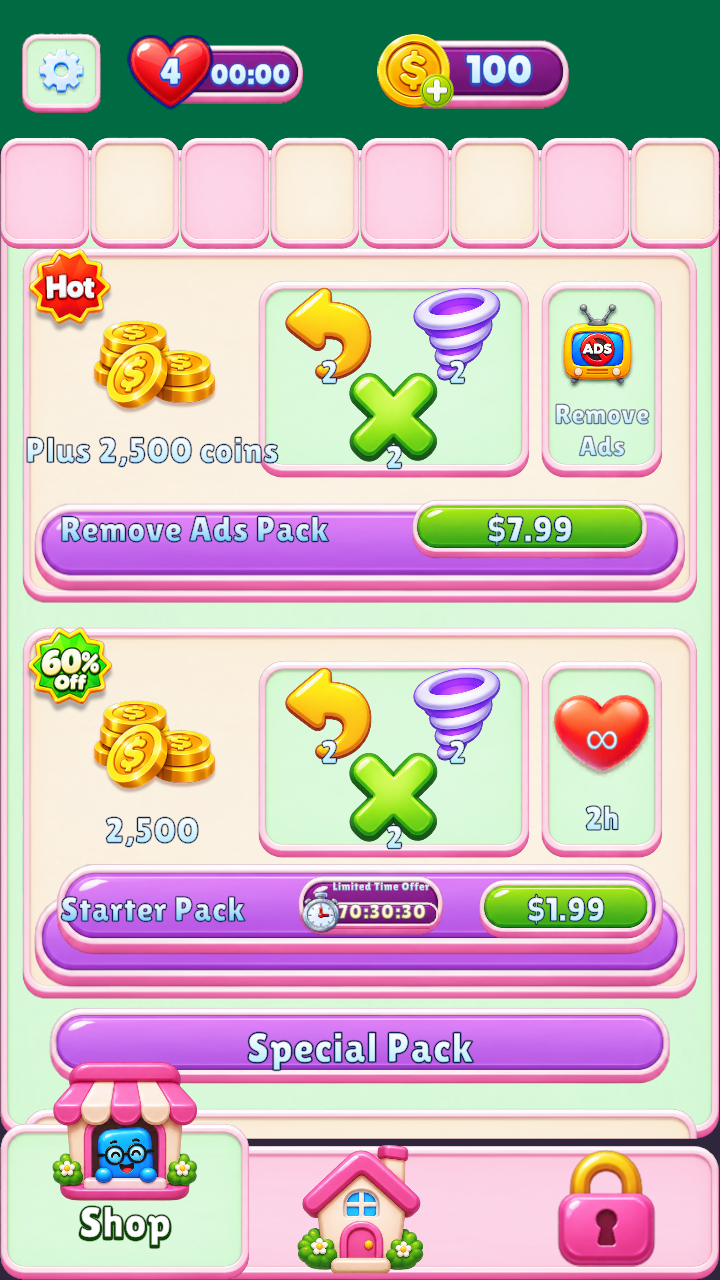 4
00:00
100
Hot
2
2
2
ADS
Remove
Ads
Plus 2,500 coins
Remove Ads Pack
$7.99
60%
Off
2
2
2
∞
2,500
2h
Starter Pack
Limited Time Offer
70:30:30
$1.99
Special Pack
Shop